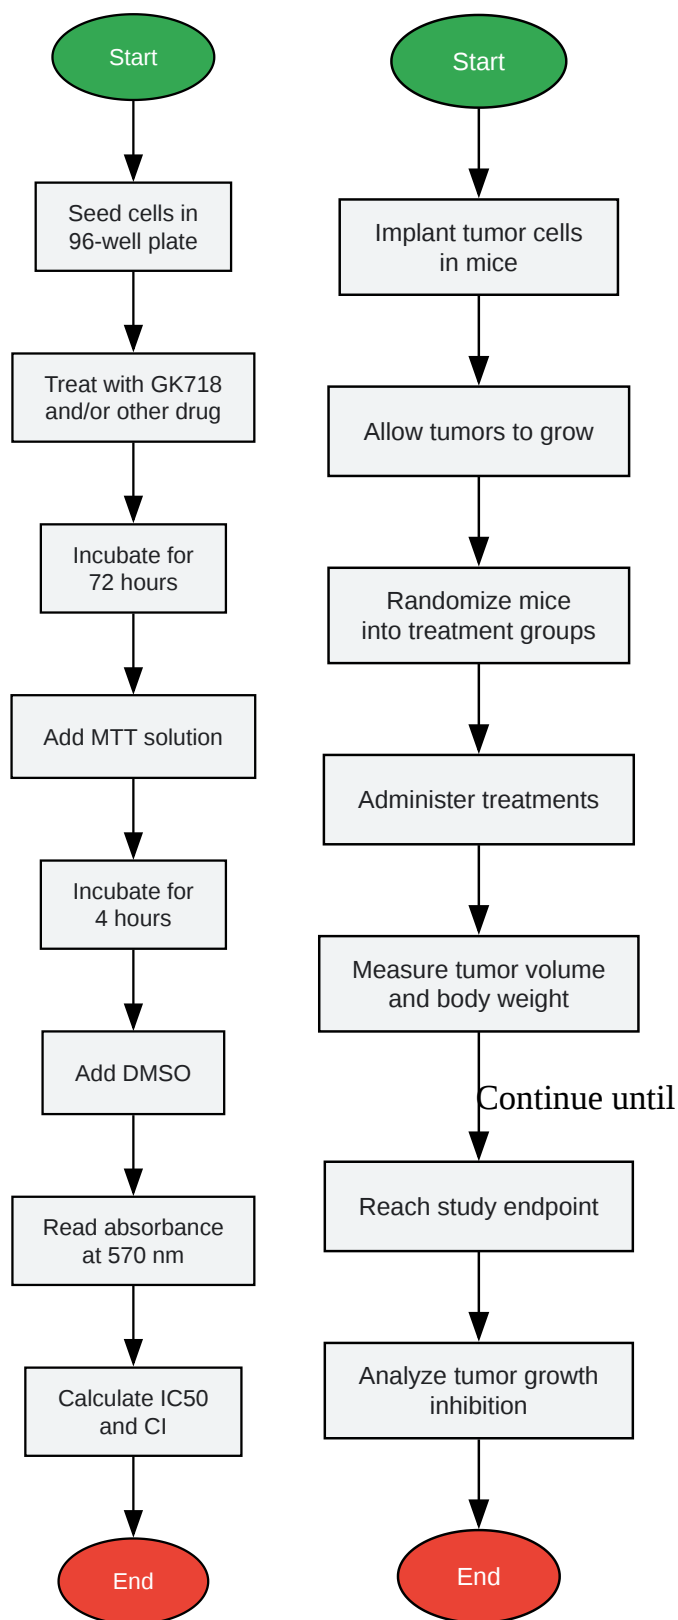 Start
Seed cells in
96-well plate
Treat with GK718
and/or other drug
Incubate for
72 hours
Add MTT solution
Incubate for
4 hours
Add DMSO
Read absorbance
at 570 nm
Calculate IC50
and CI
End
Start
Implant tumor cells
in mice
Allow tumors to grow
Randomize mice
into treatment groups
Administer treatments
Measure tumor volume
and body weight
Continue until
Reach study endpoint
Analyze tumor growth
inhibition
End